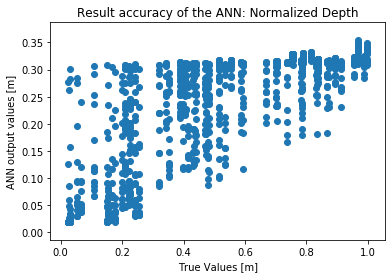 Result accuracy of the ANN: Normalized Depth
ANN output values [m]
0.35
0.30
0.25
0.20
0.15
0.10
0.05
0.00
0.0 0.2 0.4 0.6 0.8 1.0
True Values [m]